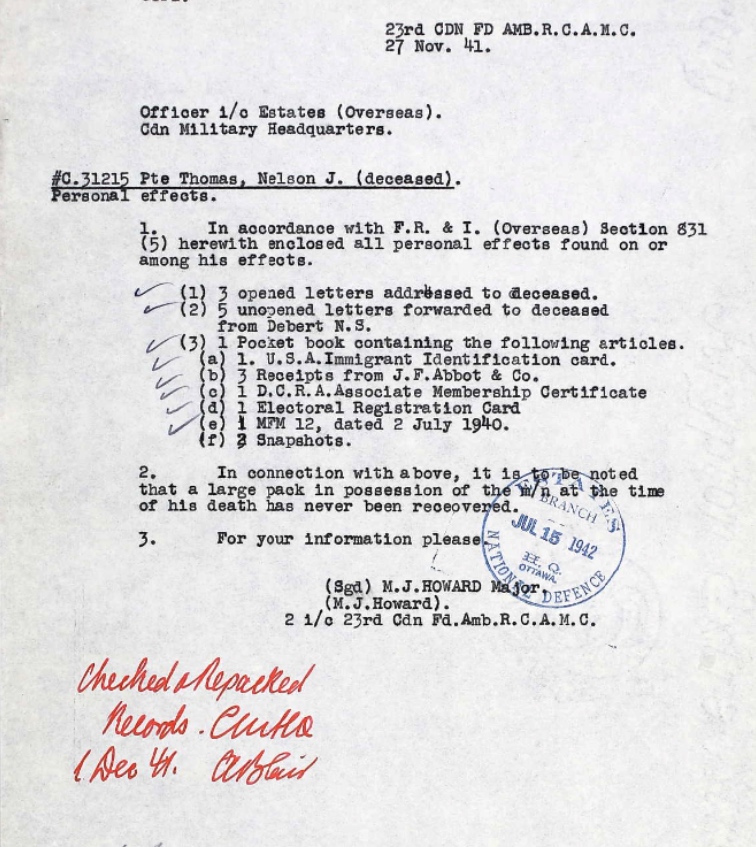 23rd CDN FD AMB.R.C.A.M.C.
27 Nov. 41.
Officer i/c Estates (Overseas).
Cdn Military Headquarters.
#C.31215 Pte Thomas, Nelson J. (deceased).
Personal effects.
1. In accordance with F.R. & I. (Overseas) Section 831
(5) herewith enclosed all personal effects found on or
among his effects.
(1) 3 opened letters addressed to deceased.
(2) 5 unopened letters forwarded to deceased
from Debert N.S.
(3) 1 Pocket book containing the following articles.
(a) 1. U.S.A.Immigrant Identification card.
(b) 3 Receipts from J.F.Abbot & Co.
(c) 1 D.C.R.A.Associate Membership Certificate
(d) 1 Electoral Registration Card
(e) 1 MFM 12, dated 2 July 1940.
(f) Snapshots.
2. In connection with above, it is to be noted
that a large pack in possession of the m/n at the time
of his death has never been receovered.
ESTATES
BRANCH
JUL 15 1942
H. Q.
OTTAWA.
NATIONAL DEFENCE
3. For your information please.
(Sgd) M.J.HOWARD Major,
(M.J.Howard).
2 i/c 23rd Cdn Fd.Amb.R.C.A.M.C.
Checked & Repacked
Records. CMHQ
1 Dec 41. CBlair